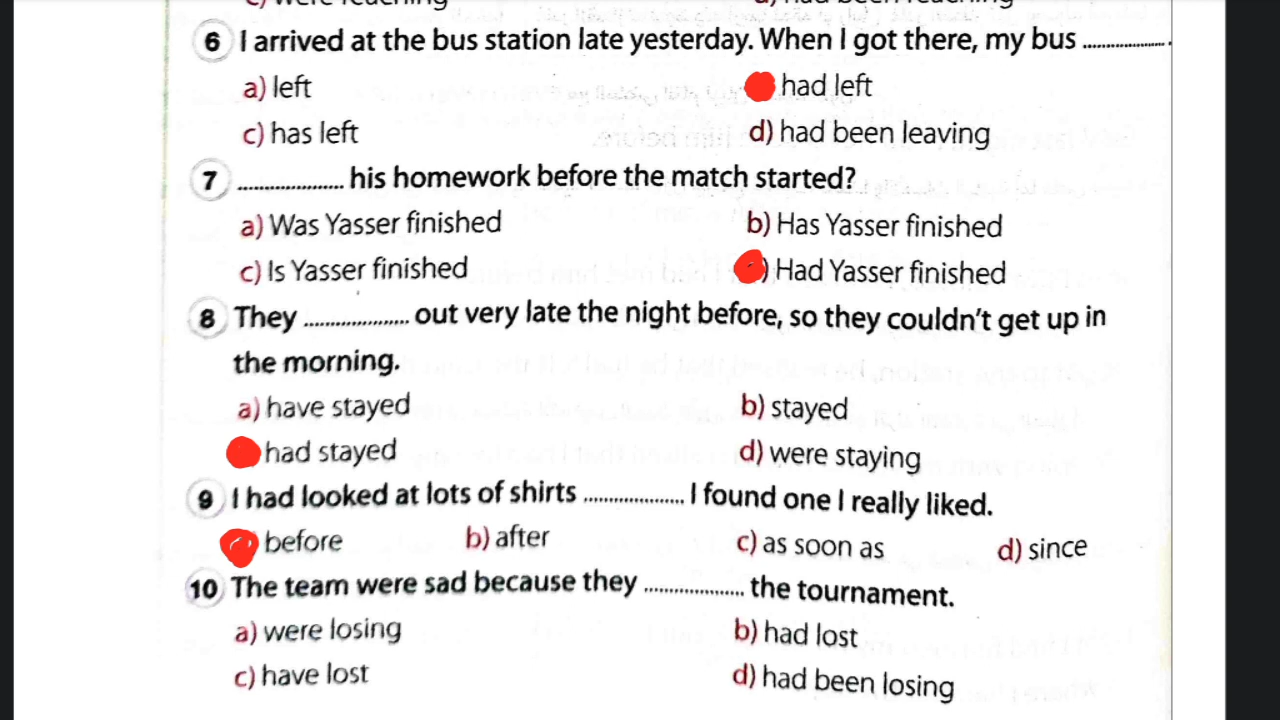 6 I arrived at the bus station late yesterday. When I got there, my bus .................... .
a) left had left
c) has left d) had been leaving
7 .................... his homework before the match started?
a) Was Yasser finished b) Has Yasser finished
c) Is Yasser finished ) Had Yasser finished
8 They .................... out very late the night before, so they couldn't get up in
the morning.
a) have stayed b) stayed
had stayed d) were staying
9 I had looked at lots of shirts .................... I found one I really liked.
before b) after c) as soon as d) since
10 The team were sad because they .................... the tournament.
a) were losing b) had lost
c) have lost d) had been losing